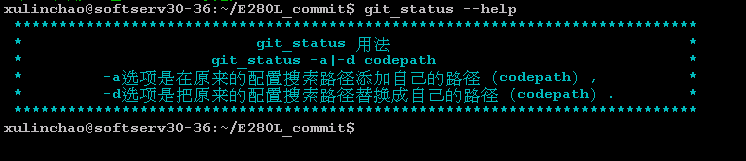 xulinchao@softserv30-36:~/E280L_commit$ git_status --help
********************************************************************
* git_status 用法 *
* git_status -a|-d codepath *
* -a选项是在原来的配置搜索路径添加自己的路径（codepath）, *
* -d选项是把原来的配置搜索路径替换成自己的路径（codepath）. *
********************************************************************
xulinchao@softserv30-36:~/E280L_commit$